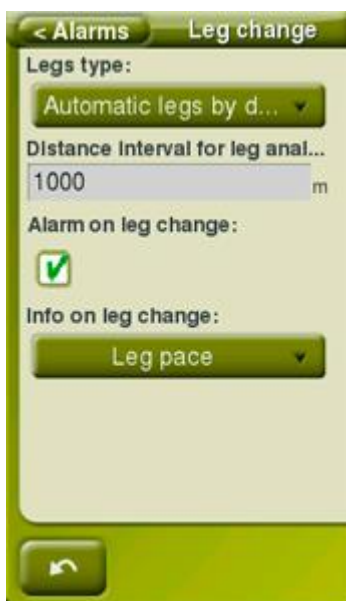 < Alarms Leg change
Legs type:
Automatic legs by d...
Distance interval for leg anal...
1000 m
Alarm on leg change:
Info on leg change:
Leg pace